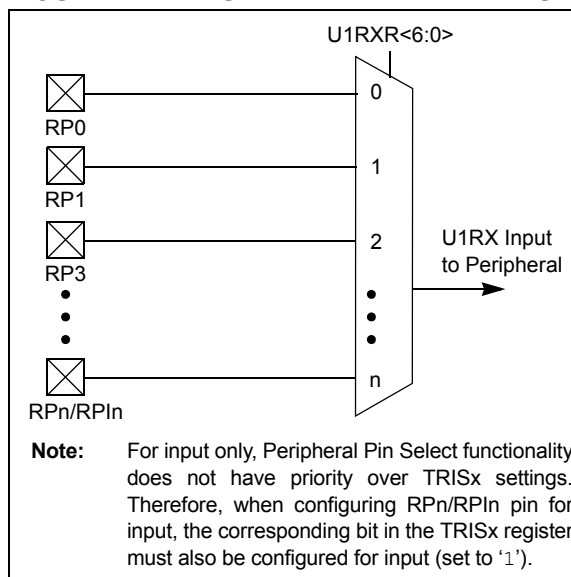 U1RXR<6:0>
0
RP0
1
RP1
2
U1RX Input
to Peripheral
RP3
n
RPn/RPIn
Note: For input only, Peripheral Pin Select functionality
does not have priority over TRISx settings.
Therefore, when configuring RPn/RPIn pin for
input, the corresponding bit in the TRISx register
must also be configured for input (set to ‘1’).